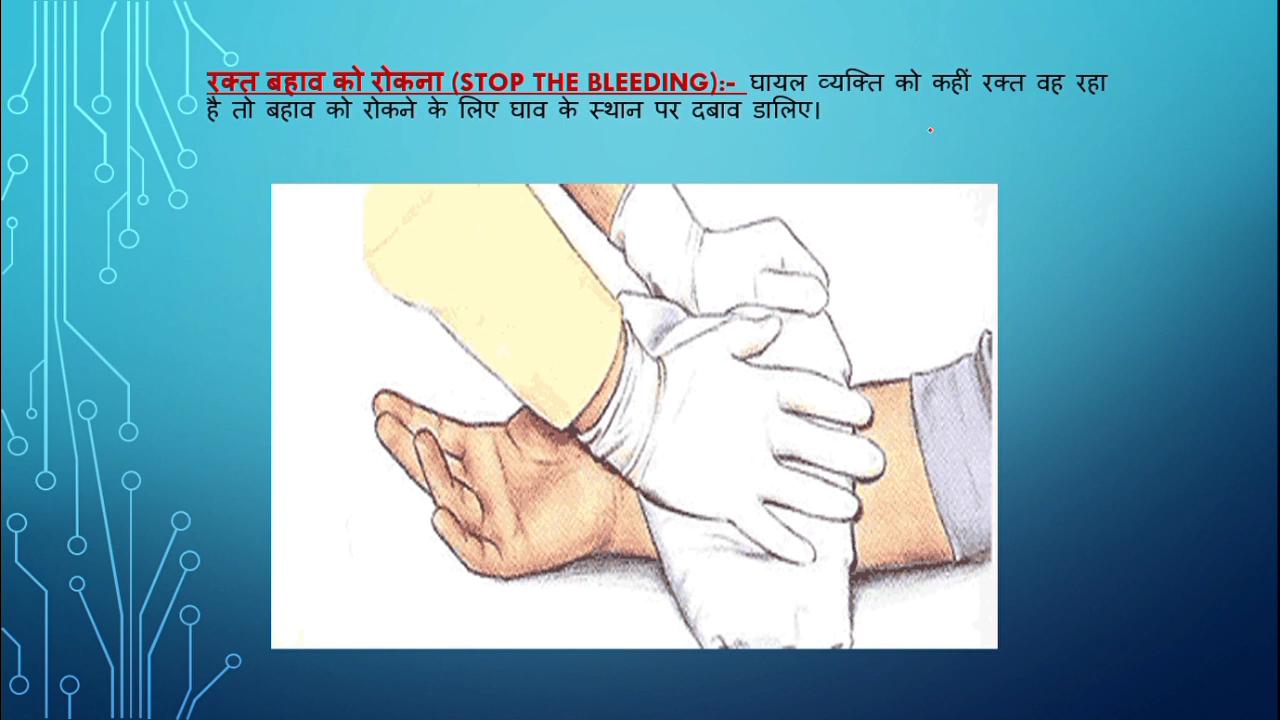 रक्त बहाव को रोकना (STOP THE BLEEDING):- घायल व्यक्ति को कहीं रक्त वह रहा
है तो बहाव को रोकने के लिए घाव के स्थान पर दबाव डालिए।